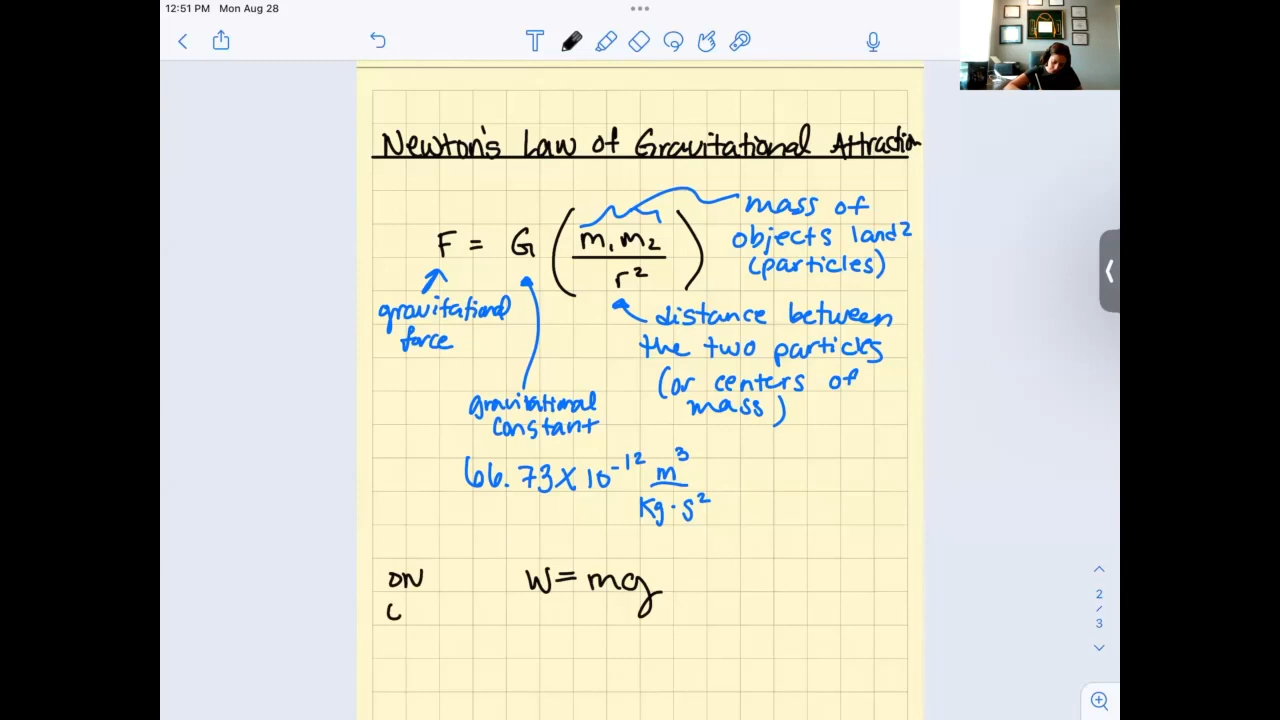 12:51 PM Mon Aug 28
Newton's Law of Gravitational Attraction
F = G ( m1 m2 / r² )
mass of
objects 1 and 2
(particles)
gravitational
force
distance between
the two particles
(or centers of
mass)
gravitational
constant
66.73 x 10⁻¹² m³ / kg · s²
ON
W = mg
2
/
3